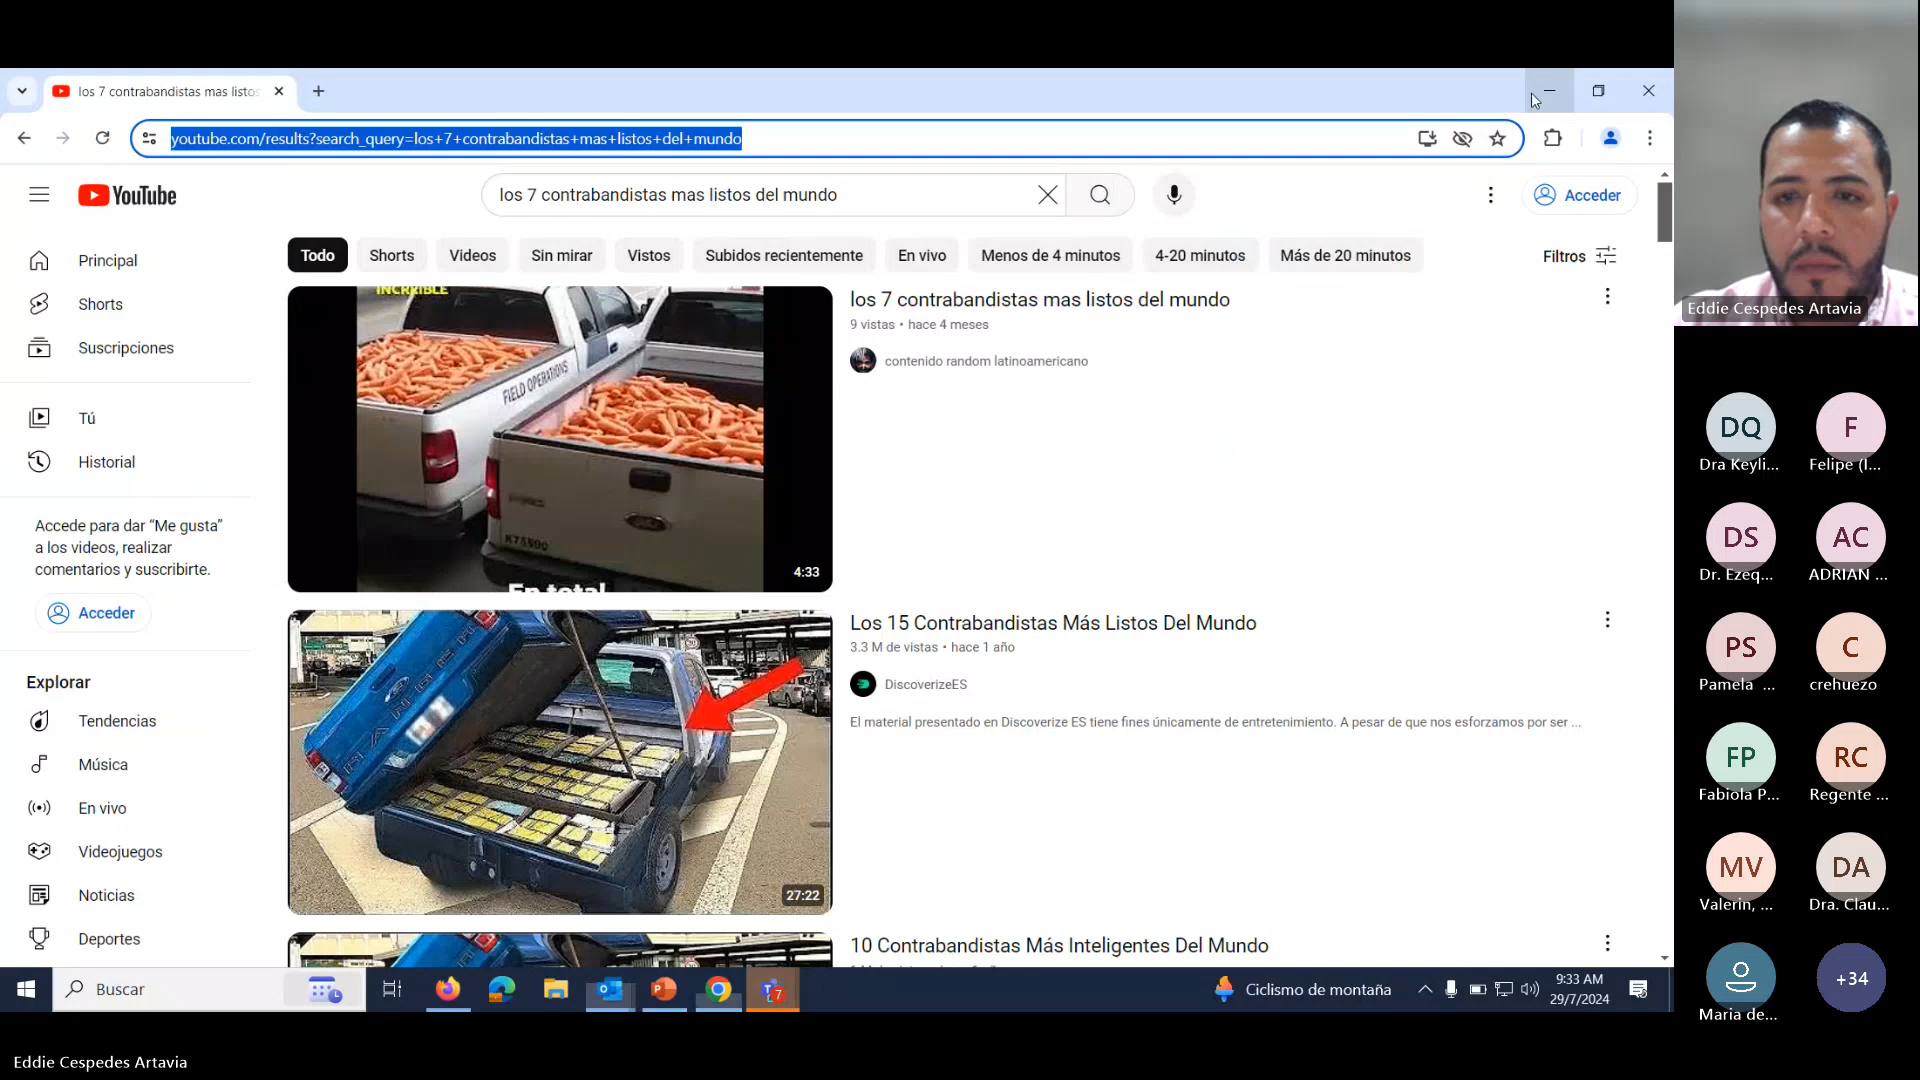 los 7 contrabandistas mas listos
youtube.com/results?search_query=los+7+contrabandistas+mas+listos+del+mundo
YouTube
los 7 contrabandistas mas listos del mundo
Acceder
Todo
Shorts
Videos
Sin mirar
Vistos
Subidos recientemente
En vivo
Menos de 4 minutos
4-20 minutos
Más de 20 minutos
Filtros
Principal
Shorts
Suscripciones
Tú
Historial
Accede para dar “Me gusta”
a los videos, realizar
comentarios y suscribirte.
Acceder
Explorar
Tendencias
Música
En vivo
Videojuegos
Noticias
Deportes
INCREIBLE
FIELD OPERATIONS
En total
4:33
los 7 contrabandistas mas listos del mundo
9 vistas • hace 4 meses
contenido random latinoamericano
27:22
Los 15 Contrabandistas Más Listos Del Mundo
3.3 M de vistas • hace 1 año
DiscoverizeES
El material presentado en Discoverize ES tiene fines únicamente de entretenimiento. A pesar de que nos esforzamos por ser ...
10 Contrabandistas Más Inteligentes Del Mundo
Buscar
7
Ciclismo de montaña
9:33 AM
29/7/2024
Eddie Cespedes Artavia
Eddie Cespedes Artavia
DQ
Dra Keyli...
F
Felipe (I...
DS
Dr. Ezeq...
AC
ADRIAN ...
PS
Pamela ...
C
crehuezo
FP
Fabiola P...
RC
Regente ...
MV
Valerin, ...
DA
Dra. Clau...
Maria de...
+34